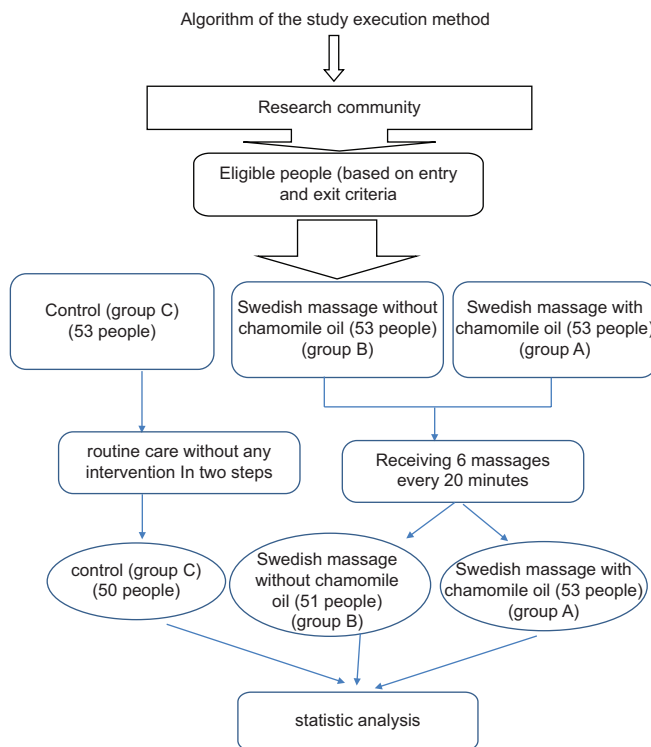 Algorithm of the study execution method
Research community
Eligible people (based on entry
and exit criteria
Control (group C)
(53 people)
Swedish massage without
chamomile oil (53 people)
(group B)
Swedish massage with
chamomile oil (53 people)
(group A)
routine care without any
intervention In two steps
Receiving 6 massages
every 20 minutes
control (group C)
(50 people)
Swedish massage
without chamomile
oil (51 people)
(group B)
Swedish massage with
chamomile oil (53 people)
(group A)
statistic analysis